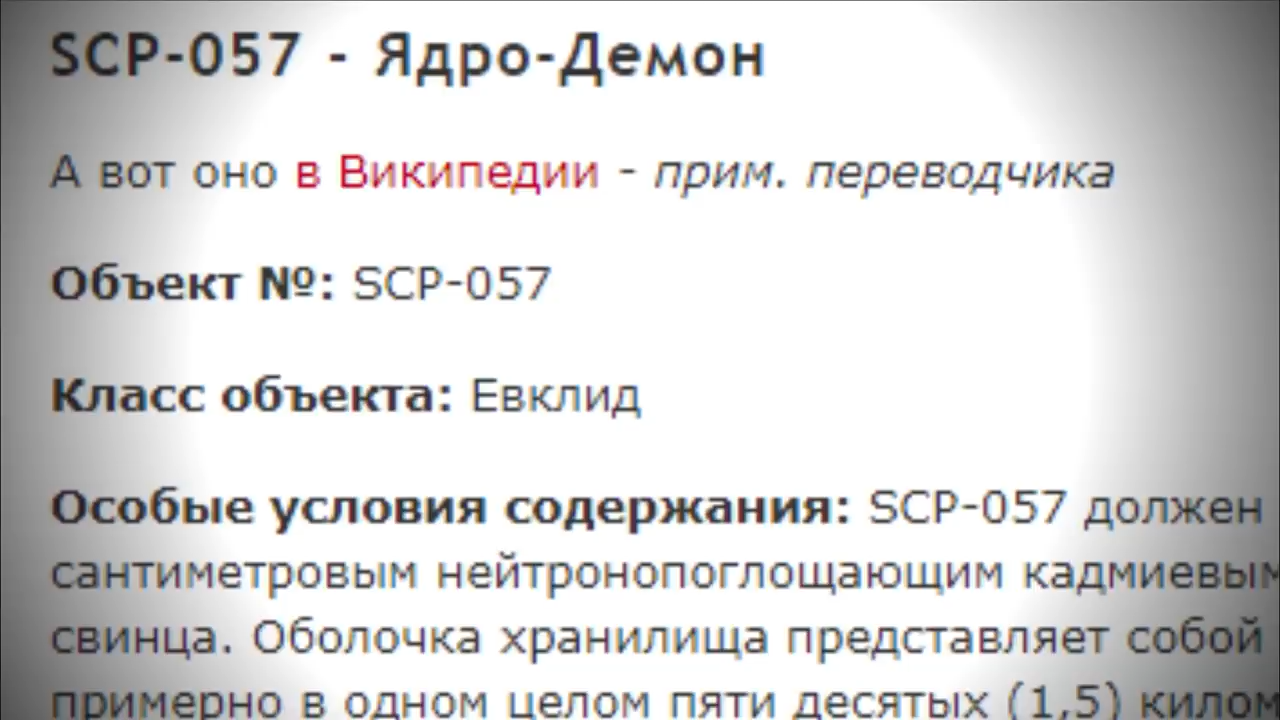 SCP-057 - Ядро-Демон
А вот оно в Википедии - прим. переводчика
Объект №: SCP-057
Класс объекта: Евклид
Особые условия содержания: SCP-057 должен
сантиметровым нейтронопоглощающим кадмиевым
свинца. Оболочка хранилища представляет собой
примерно в одном целом пяти десятых (1,5) килом